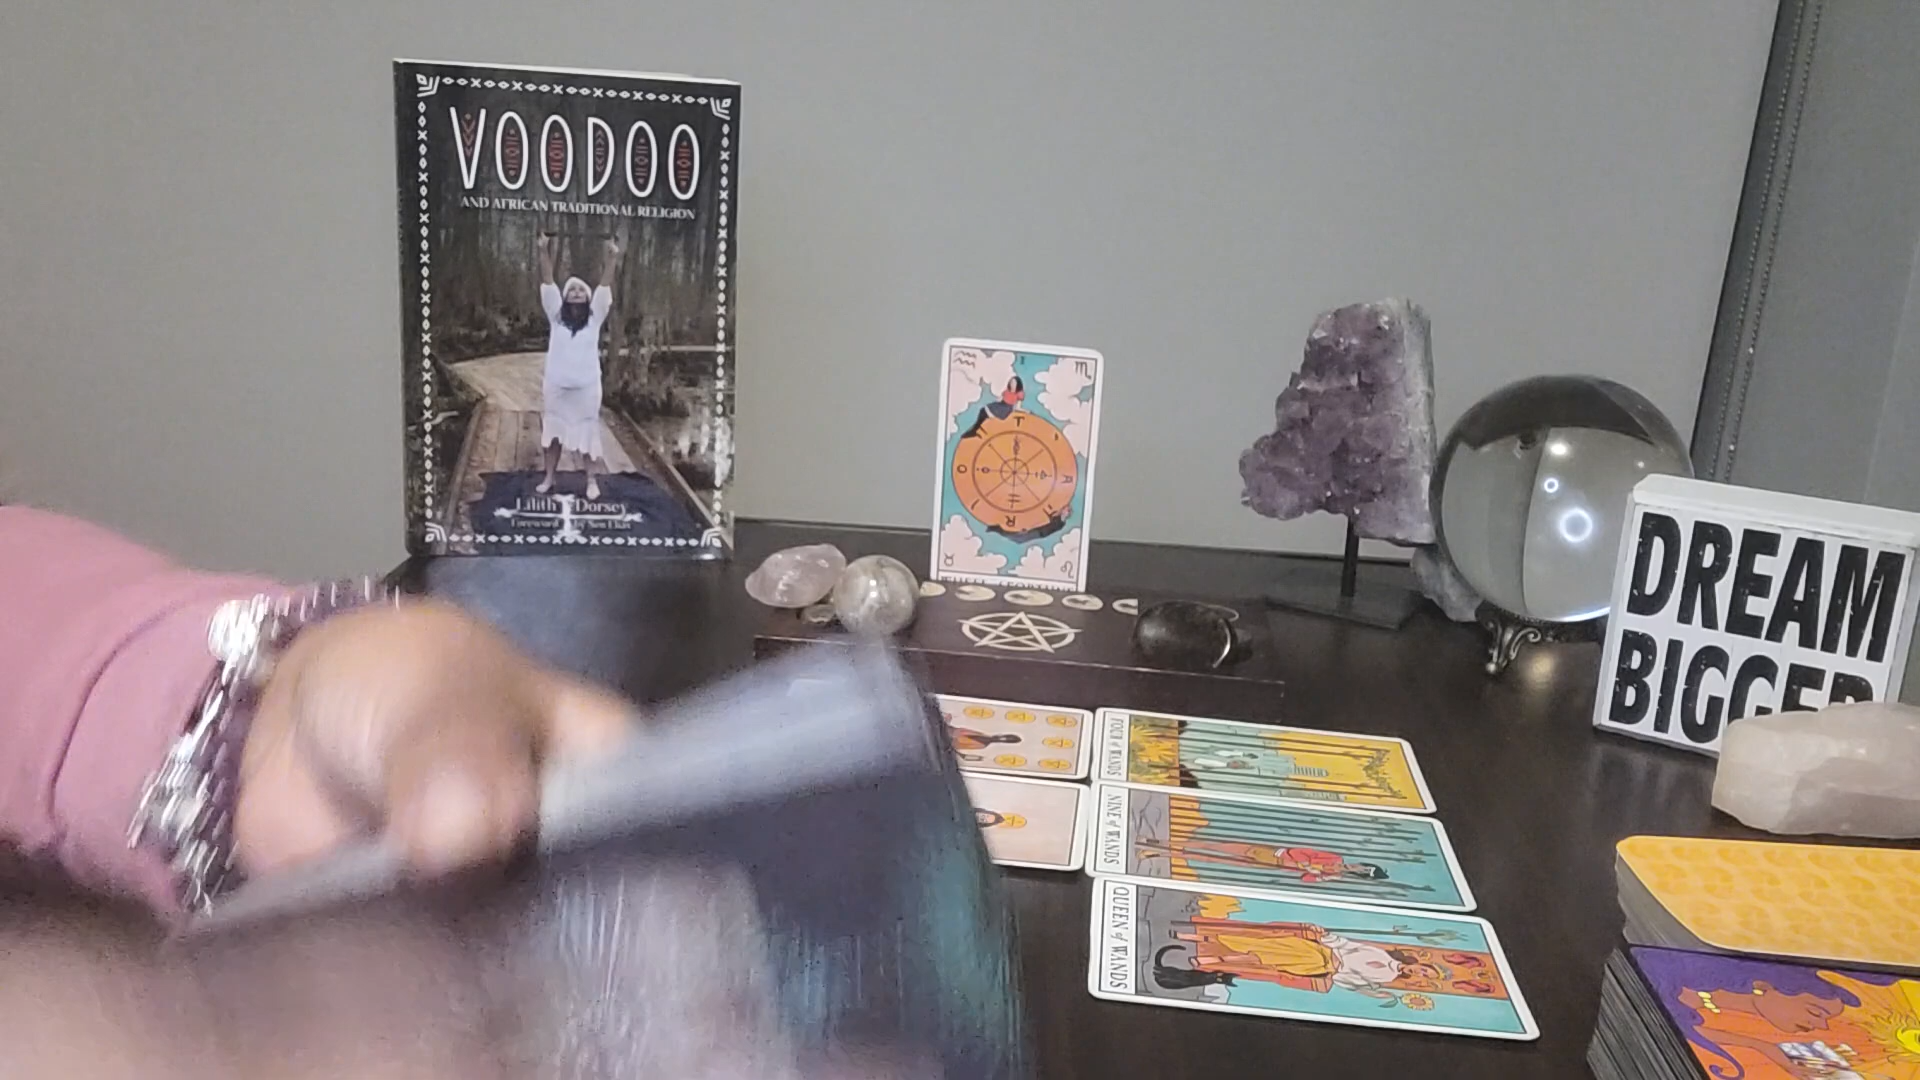 VOODOO
AND AFRICAN TRADITIONAL RELIGION
Lilith Dorsey
Foreword by Sen Elias
X
T
A
R
O
DREAM
BIGGER
FOUR of WANDS
NINE of WANDS
QUEEN of WANDS